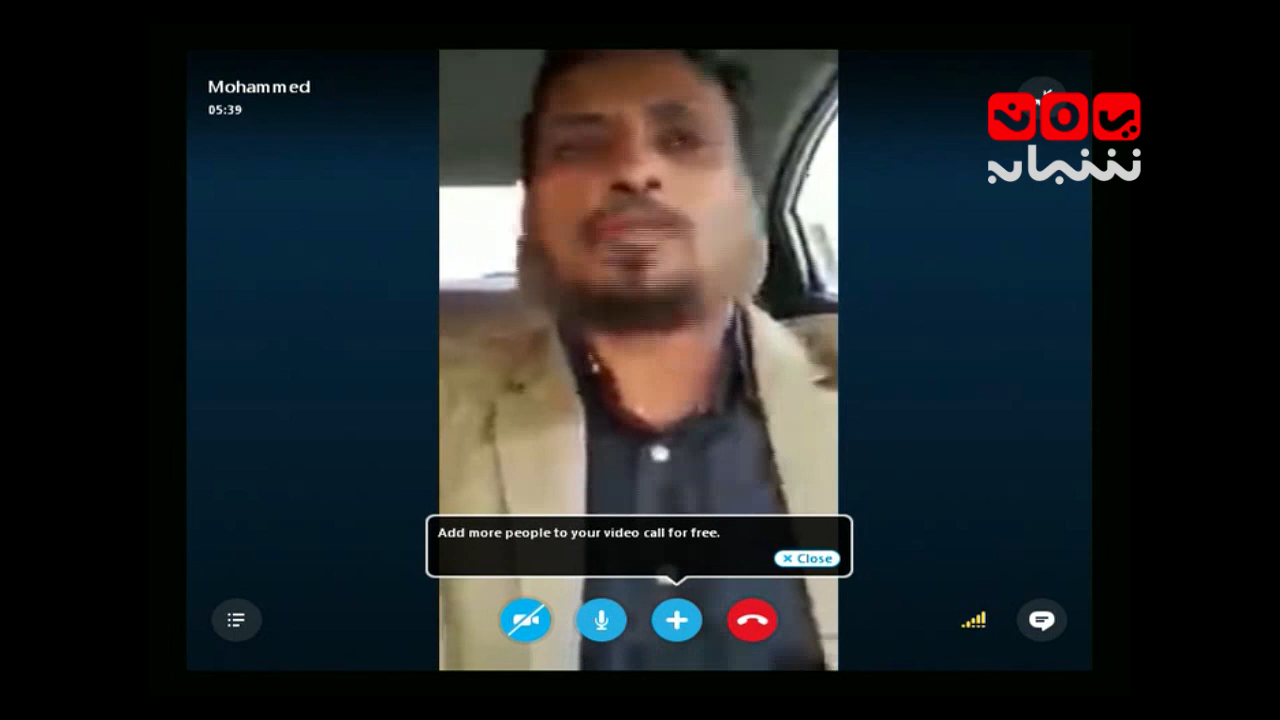 Mohammed
05:39
يمن
شباب
Add more people to your video call for free.
× Close